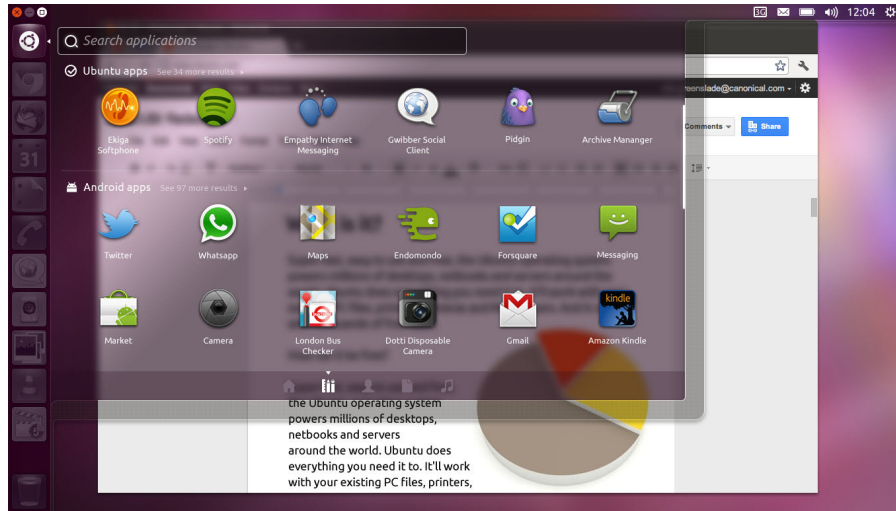 3G
12:04
Search applications
Ubuntu apps See 34 more results
Ekiga Softphone
Spotify
Empathy Internet Messaging
Gwibber Social Client
Pidgin
Archive Mananger
Android apps See 97 more results
Twitter
Whatsapp
Maps
Endomondo
Forsquare
Messaging
kindle
Market
Camera
London Bus Checker
Dotti Disposable Camera
Gmail
Amazon Kindle
31
reenslade@canonical.com
Comments
Share
the Ubuntu operating system
powers millions of desktops,
netbooks and servers
around the world. Ubuntu does
everything you need it to. It'll work
with your existing PC files, printers,